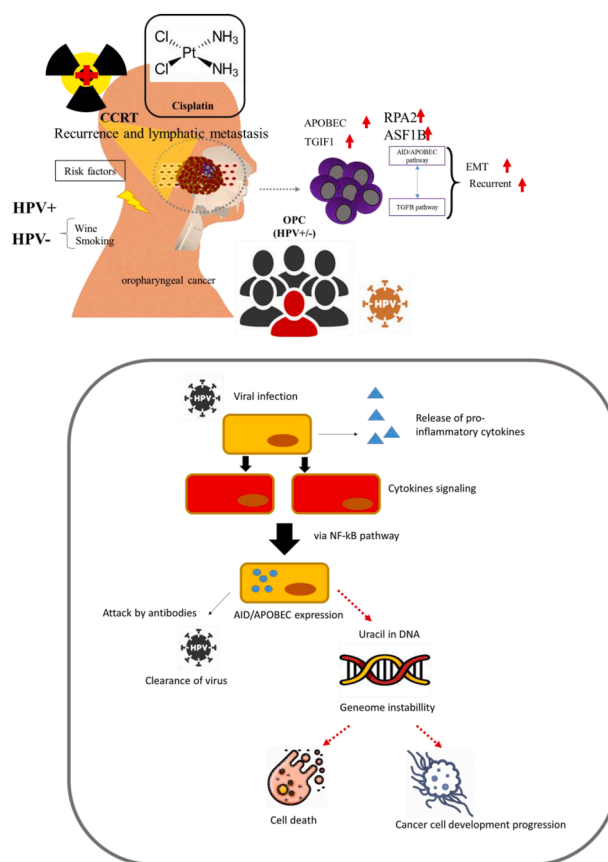 Cl
NH3
Pt
Cl
NH3
Cisplatin
CCRT
Recurrence and lymphatic metastasis
Risk factors
HPV+
HPV-
Wine
Smoking
oropharyngeal cancer
APOBEC
TGIF1
RPA2
ASF1B
AID/APOBEC
pathway
TGFB pathway
EMT
Recurrent
OPC
(HPV+/-)
HPV
HPV
Viral infection
Release of pro-
inflammatory cytokines
Cytokines signaling
via NF-kB pathway
AID/APOBEC expression
Attack by antibodies
HPV
Clearance of virus
Uracil in DNA
Geneome instabillity
Cell death
Cancer cell development progression